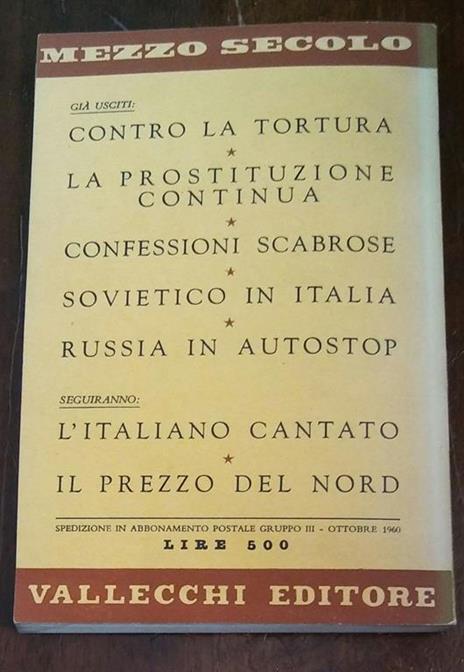 MEZZO SECOLO
GIÀ USCITI:
CONTRO LA TORTURA
LA PROSTITUZIONE
CONTINUA
CONFESSIONI SCABROSE
SOVIETICO IN ITALIA
RUSSIA IN AUTOSTOP
SEGUIRANNO:
L'ITALIANO CANTATO
IL PREZZO DEL NORD
SPEDIZIONE IN ABBONAMENTO POSTALE GRUPPO III - OTTOBRE 1960
LIRE 500
VALLECCHI EDITORE